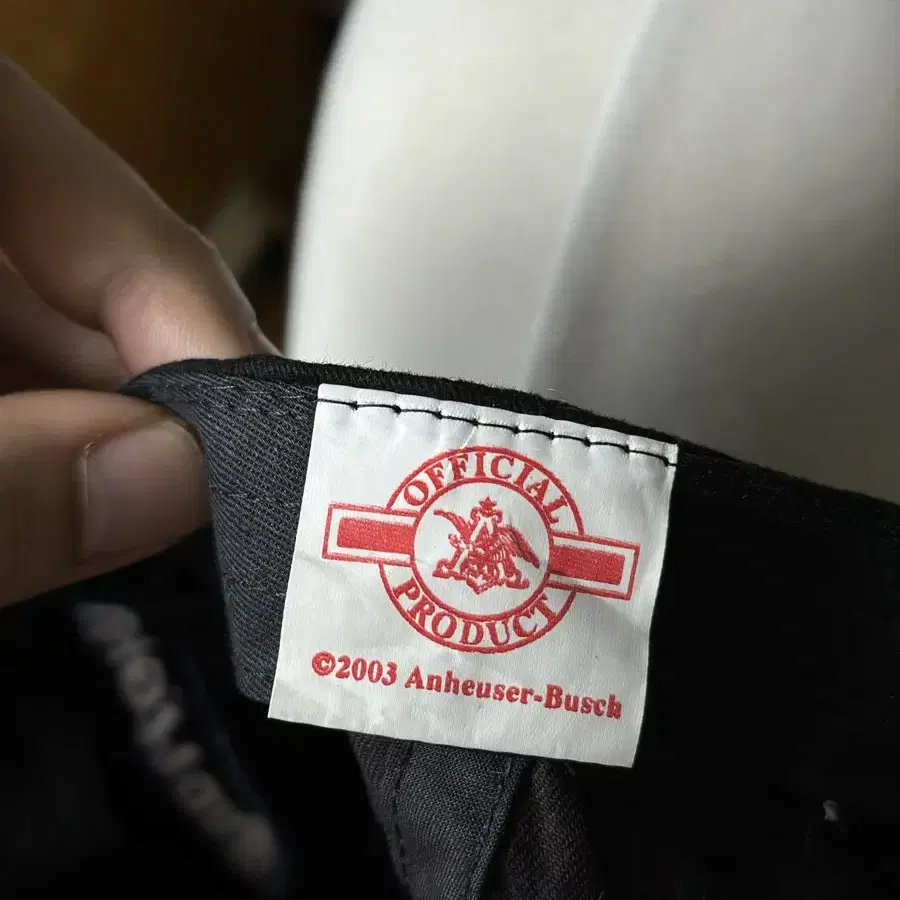 OFFICIAL
PRODUCT
©2003 Anheuser-Busch